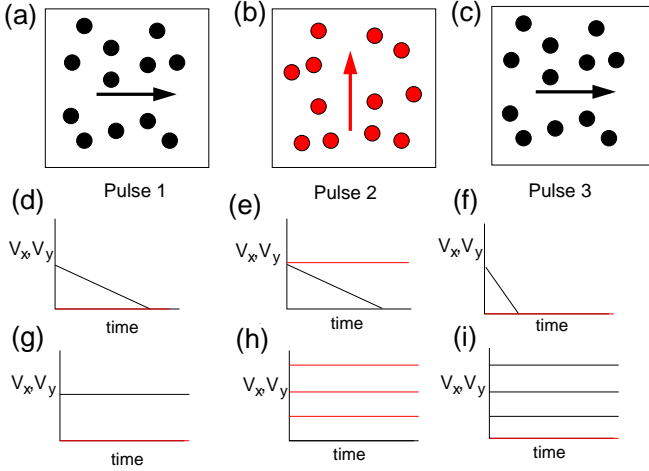 (a)
(b)
(c)
Pulse 1
Pulse 2
Pulse 3
(d)
(e)
(f)
Vx,Vy
Vx,Vy
Vx,Vy
time
time
time
(g)
(h)
(i)
Vx,Vy
Vx,Vy
Vx,Vy
time
time
time